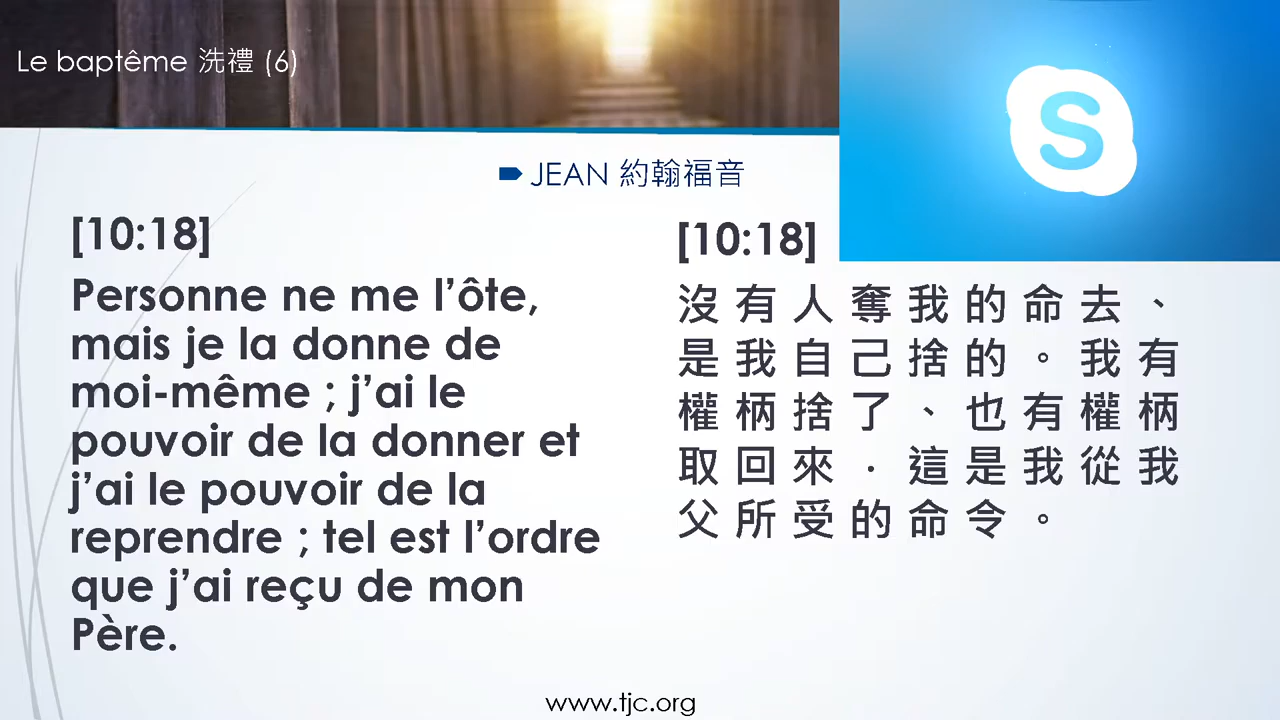 Le baptême 洗禮 (6)
JEAN 約翰福音
[10:18]
Personne ne me l’ôte,
mais je la donne de
moi-même ; j’ai le
pouvoir de la donner et
j’ai le pouvoir de la
reprendre ; tel est l’ordre
que j’ai reçu de mon
Père.
[10:18]
沒有人奪我的命去、
是我自己捨的。我有
權柄捨了、也有權柄
取回來．這是我從我
父所受的命令。
www.tjc.org
S